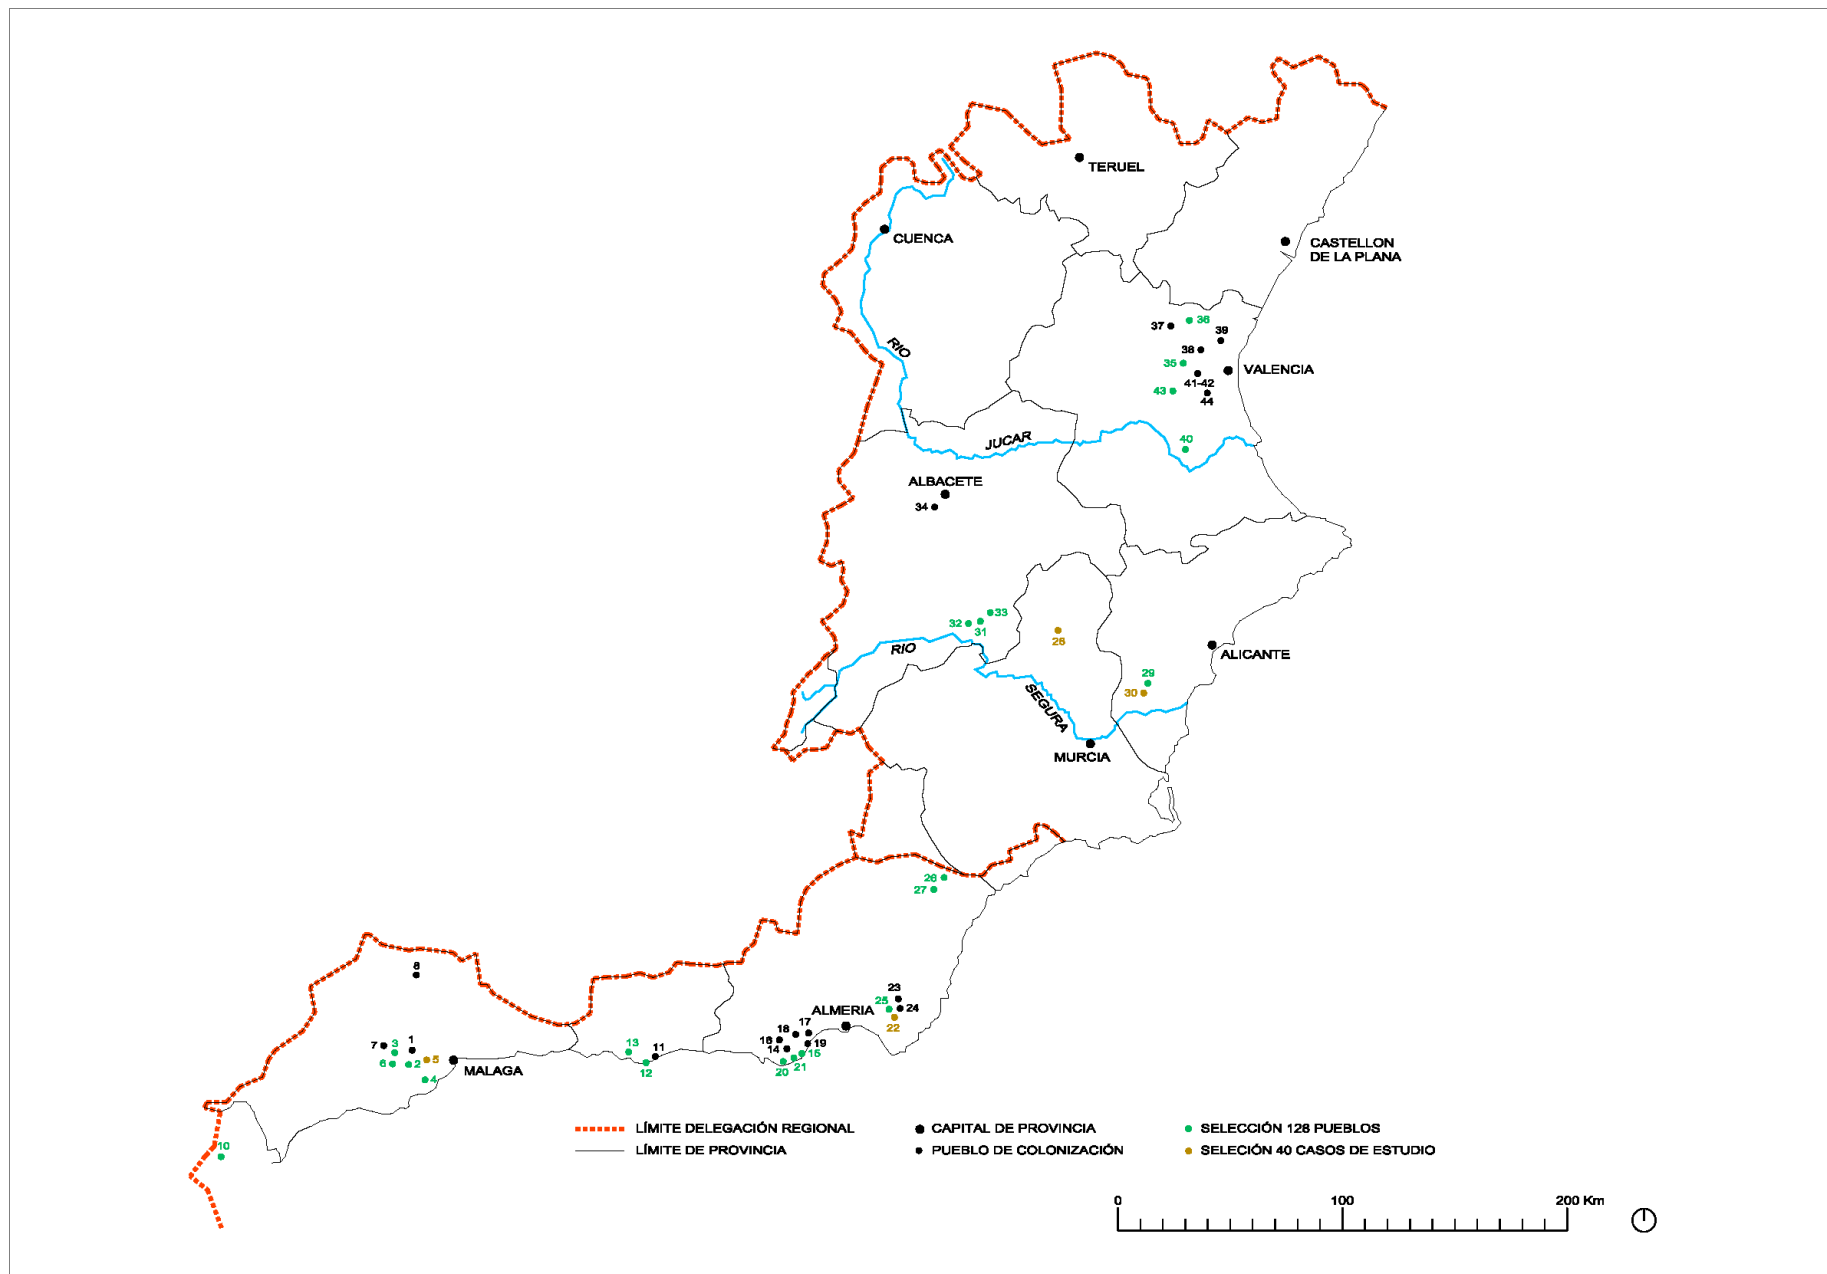 TERUEL
CUENCA
CASTELLON
DE LA PLANA
37
36
39
RIO
38
35
VALENCIA
41-42
43
44
JUCAR
40
ALBACETE
34
33
32
31
28
RIO
ALICANTE
29
30
SEGURA
MURCIA
26
27
8
23
25
24
ALMERIA
22
18
17
16
19
14
15
21
20
13
11
12
7
3
1
5
6
2
4
MALAGA
10
LÍMITE DELEGACIÓN REGIONAL
CAPITAL DE PROVINCIA
SELECCIÓN 128 PUEBLOS
LÍMITE DE PROVINCIA
PUEBLO DE COLONIZACIÓN
SELECIÓN 40 CASOS DE ESTUDIO
0
100
200 Km